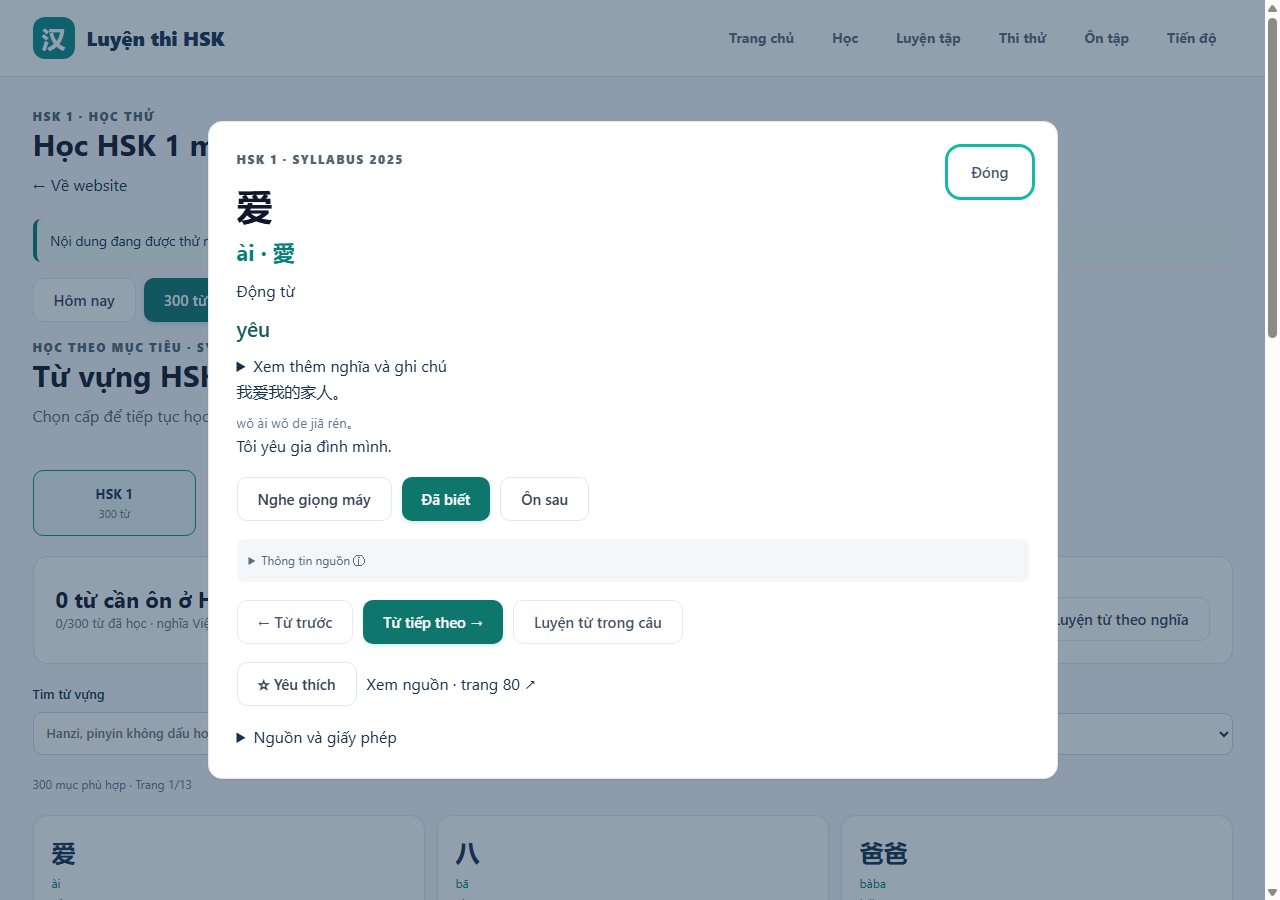 汉 Luyện thi HSK
Trang chủ Học Luyện tập Thi thử Ôn tập Tiến độ
HSK 1 · HỌC THỬ
Học HSK 1
← Về website
Nội dung đang được thử
Hôm nay
300 từ
HỌC THEO MỤC TIÊU ·
Từ vựng
Chọn cấp để tiếp tục học
HSK 1
300 từ
0 từ cần ôn ở
0/300 từ đã học · nghĩa
Luyện từ theo nghĩa
Tìm từ vựng
Hanzi, pinyin không dấu
300 mục phù hợp · Trang 1/13
爱
ài
八
bā
爸爸
bàba
HSK 1 · SYLLABUS 2025
Đóng
爱
ài · 愛
Động từ
yêu
▶ Xem thêm nghĩa và ghi chú
我爱我的家人。
wǒ ài wǒ de jiā rén。
Tôi yêu gia đình mình.
Nghe giọng máy Đã biết Ôn sau
▶ Thông tin nguồn ⓘ
← Từ trước Từ tiếp theo → Luyện từ trong câu
☆ Yêu thích Xem nguồn · trang 80 ↗
▶ Nguồn và giấy phép